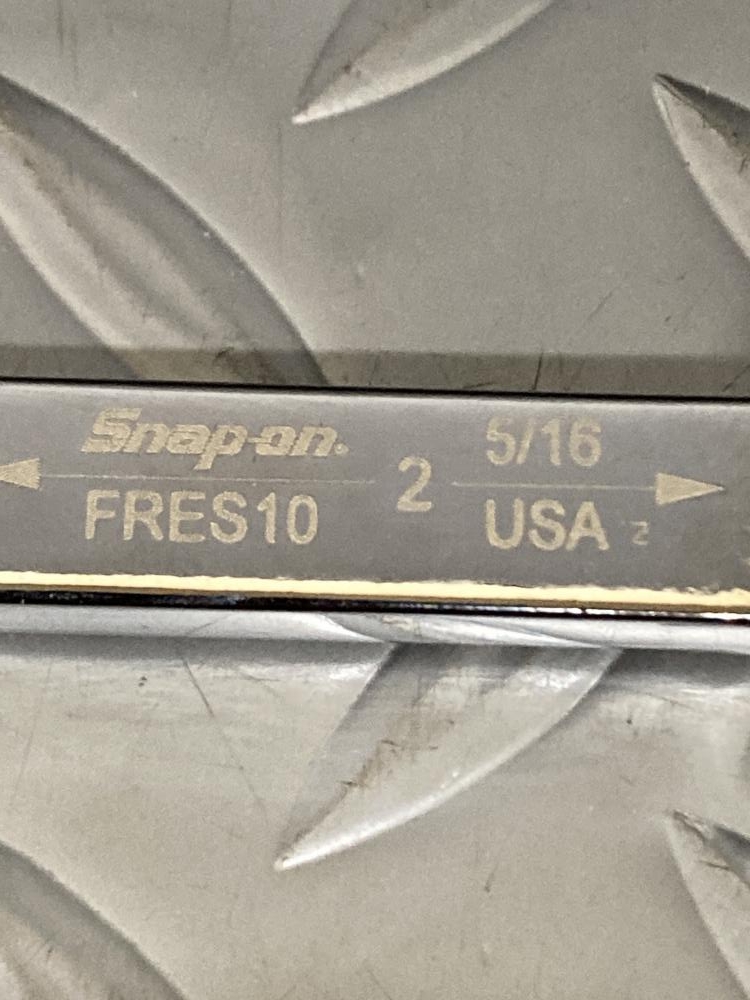 Snap-on.
FRES10
2
5/16
USA z